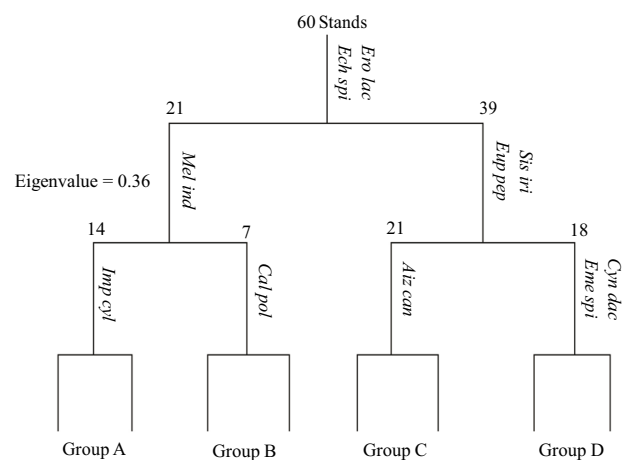 60 Stands
Ero lac
Ech spi
21
39
Eigenvalue = 0.36
Mel ind
Sis iri
Eup pep
14
7
21
18
Imp cyl
Cal pol
Aiz can
Cyn dac
Eme spi
Group A
Group B
Group C
Group D